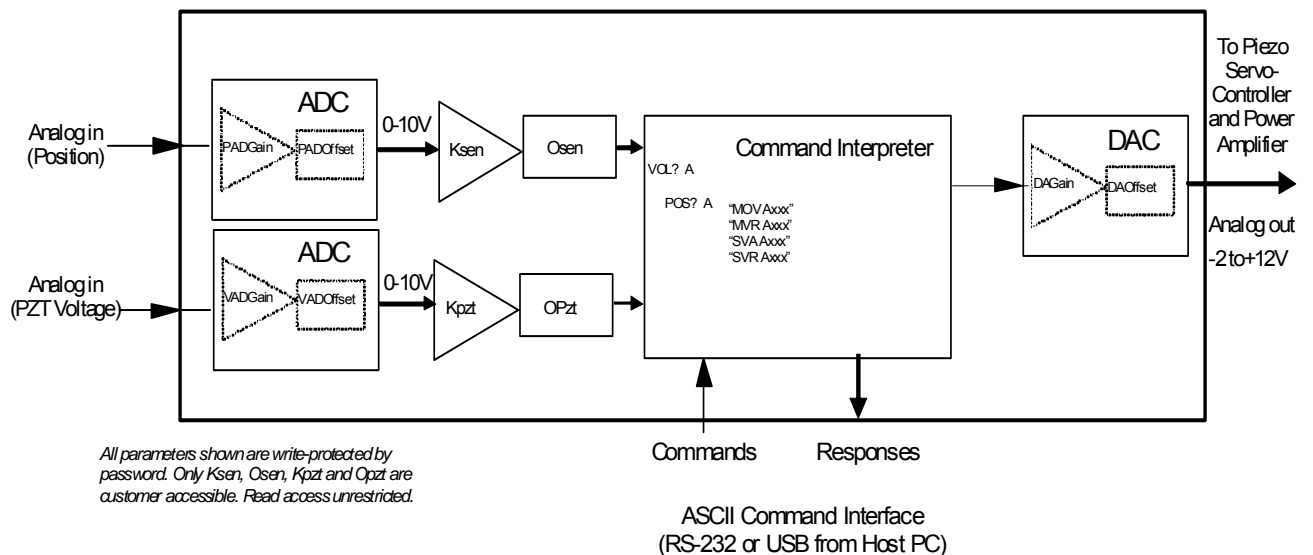 Analog in
(Position)
ADC
PADGain
PADOffset
0-10V
Ksen
Osen
Analog in
(PZT Voltage)
ADC
VADGain
VADOffset
0-10V
Kpzt
OPzt
Command Interpreter
VOL? A
POS? A
“MOV Axxx”
“MVR Axxx”
“SVA Axxx”
“SVR Axxx”
DAC
DAGain
DAOffset
To Piezo
Servo-
Controller
and Power
Amplifier
Analog out
-2 to+12V
Commands
Responses
All parameters shown are write-protected by
password. Only Ksen, Osen, Kpzt and Opzt are
customer accessible. Read access unrestricted.
ASCII Command Interface
(RS-232 or USB from Host PC)